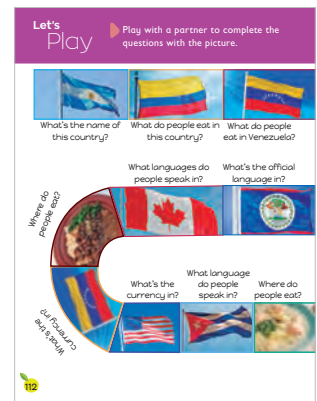 Let's
Play
Play with a partner to complete the
questions with the picture.
What's the name of
this country?
What do people eat in
this country?
What do people
eat in Venezuela?
What languages do
people speak in?
What's the official
language in?
Where do
people eat?
What's the
currency in?
What's the
currency in?
What language
do people
speak in?
Where do
people eat?
112